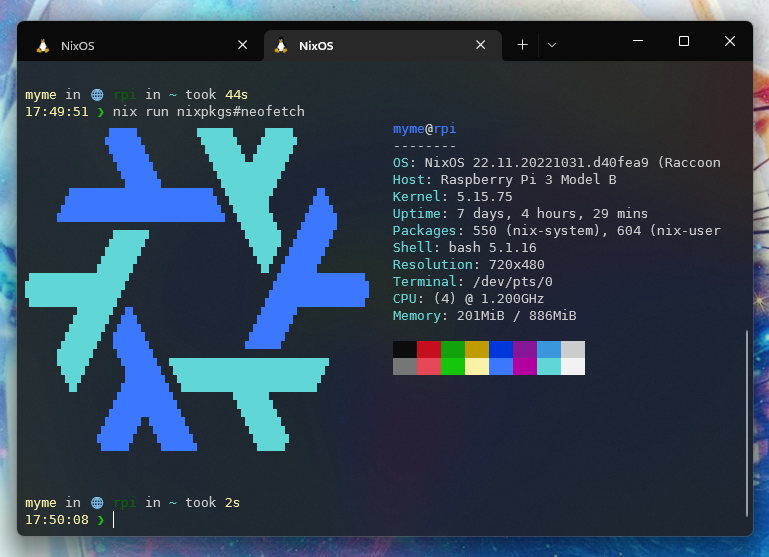 NixOS
NixOS
myme in 🌐 rpi in ~ took 44s
17:49:51 ❯ nix run nixpkgs#neofetch
myme@rpi
--------
OS: NixOS 22.11.20221031.d40fea9 (Raccoon
Host: Raspberry Pi 3 Model B
Kernel: 5.15.75
Uptime: 7 days, 4 hours, 29 mins
Packages: 550 (nix-system), 604 (nix-user
Shell: bash 5.1.16
Resolution: 720x480
Terminal: /dev/pts/0
CPU: (4) @ 1.200GHz
Memory: 201MiB / 886MiB
myme in 🌐 rpi in ~ took 2s
17:50:08 ❯